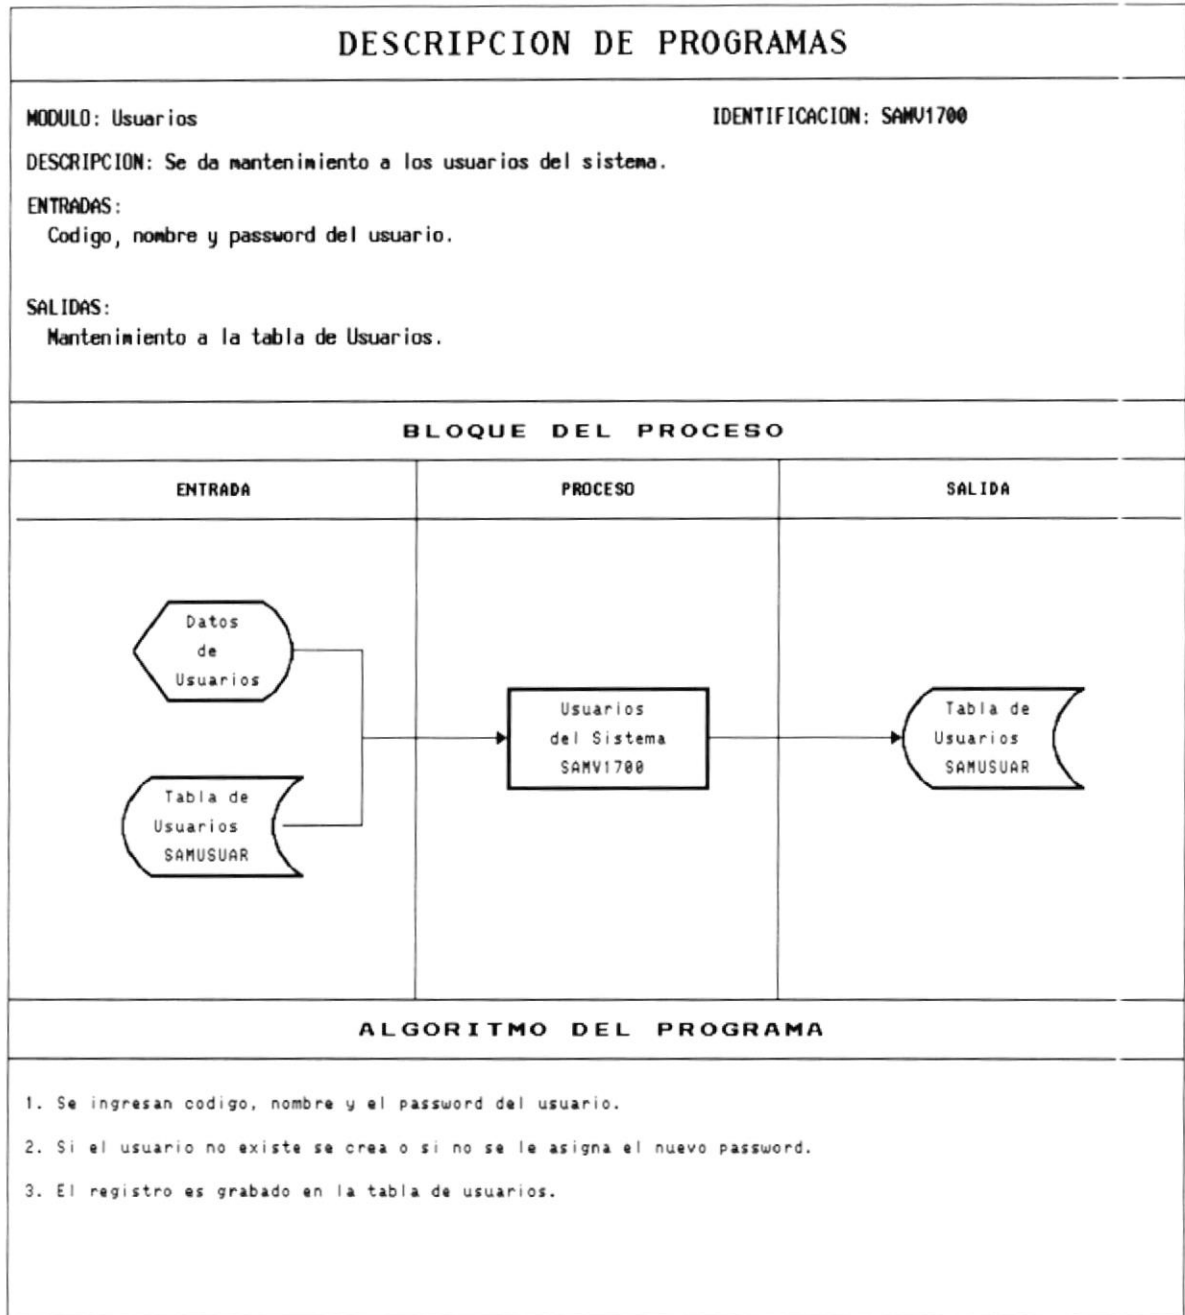 DESCRIPCION DE PROGRAMAS
MODULO: Usuarios IDENTIFICACION: SAMV1700
DESCRIPCION: Se da mantenimiento a los usuarios del sistema.
ENTRADAS:
Codigo, nombre y password del usuario.
SALIDAS:
Mantenimiento a la tabla de Usuarios.
BLOQUE DEL PROCESO
ENTRADA PROCESO SALIDA
Datos
de
Usuarios
Tabla de
Usuarios
SAMUSUAR
Usuarios
del Sistema
SAMV1700
Tabla de
Usuarios
SAMUSUAR
ALGORITMO DEL PROGRAMA
1. Se ingresan codigo, nombre y el password del usuario.
2. Si el usuario no existe se crea o si no se le asigna el nuevo password.
3. El registro es grabado en la tabla de usuarios.